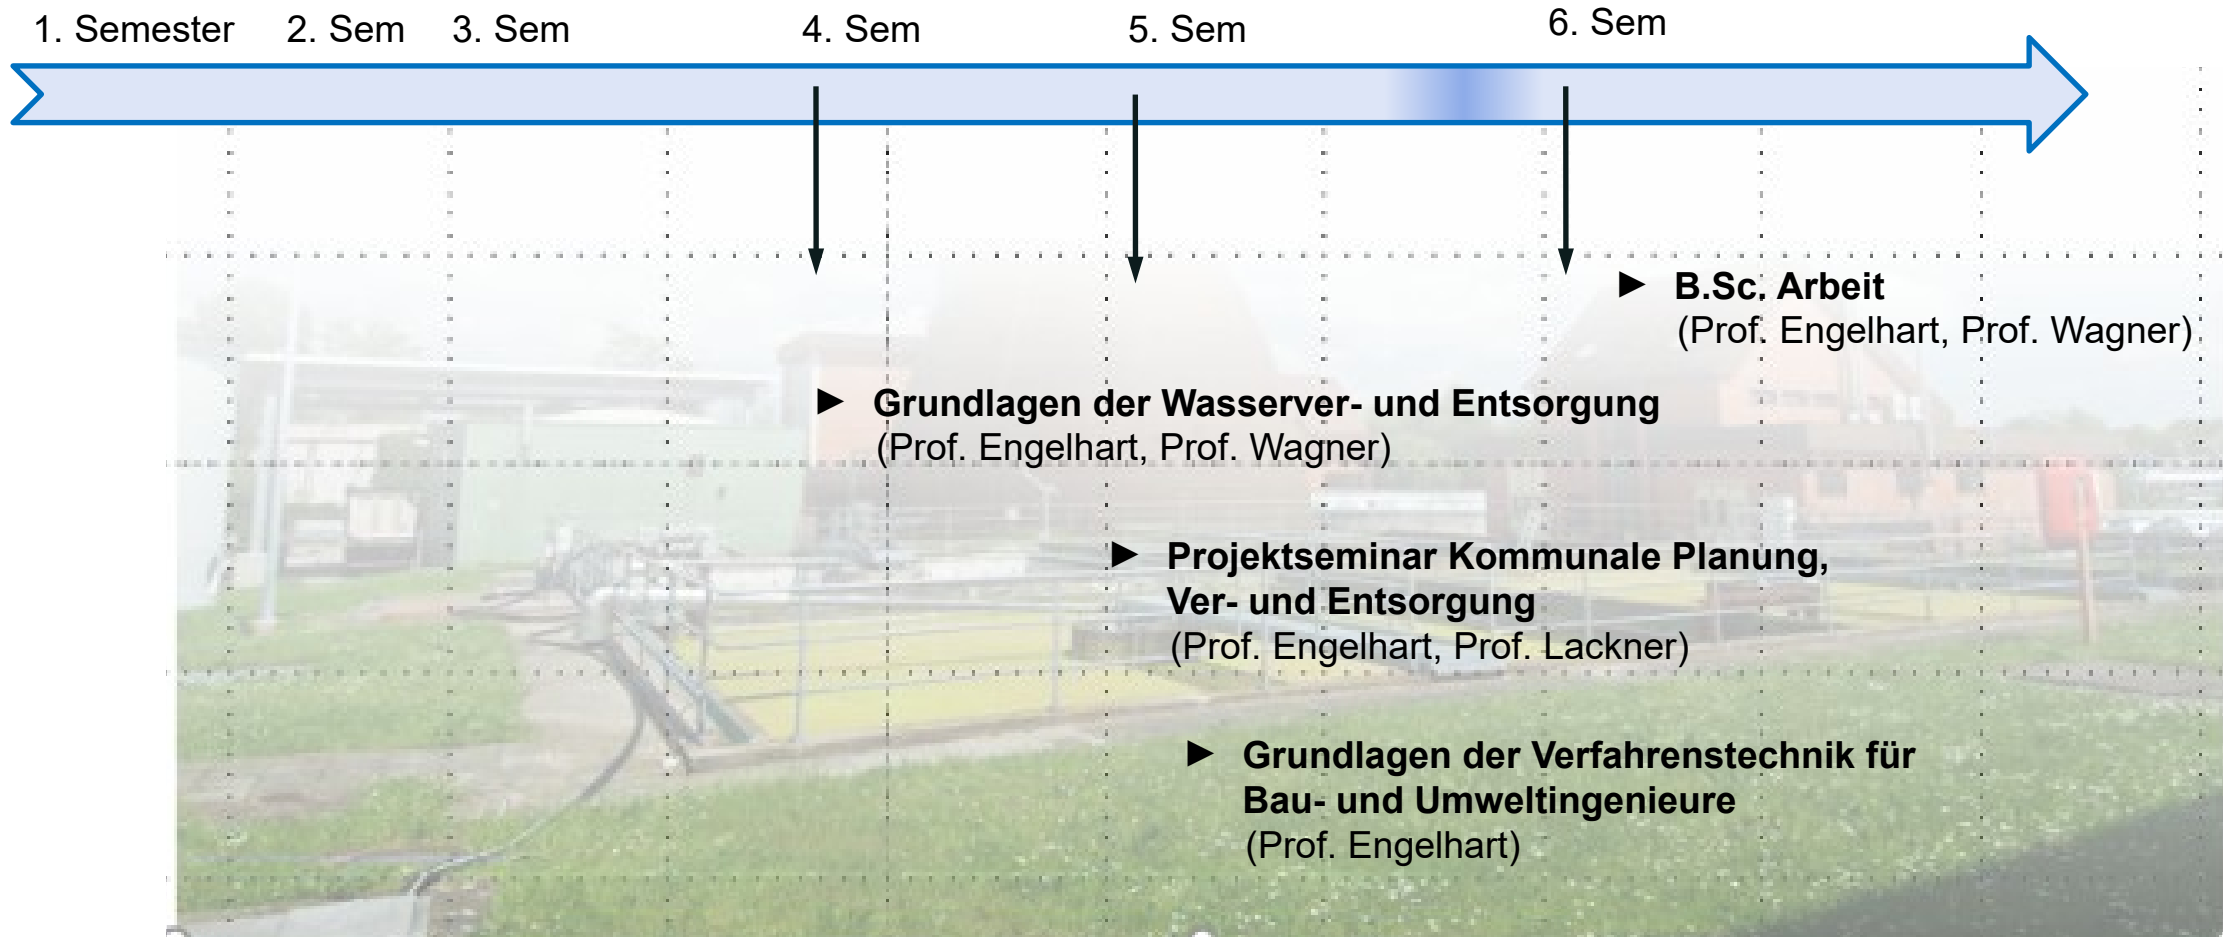 1. Semester 2. Sem 3. Sem 4. Sem 5. Sem 6. Sem
► B.Sc. Arbeit
(Prof. Engelhart, Prof. Wagner)
► Grundlagen der Wasserver- und Entsorgung
(Prof. Engelhart, Prof. Wagner)
► Projektseminar Kommunale Planung,
Ver- und Entsorgung
(Prof. Engelhart, Prof. Lackner)
► Grundlagen der Verfahrenstechnik für
Bau- und Umweltingenieure
(Prof. Engelhart)